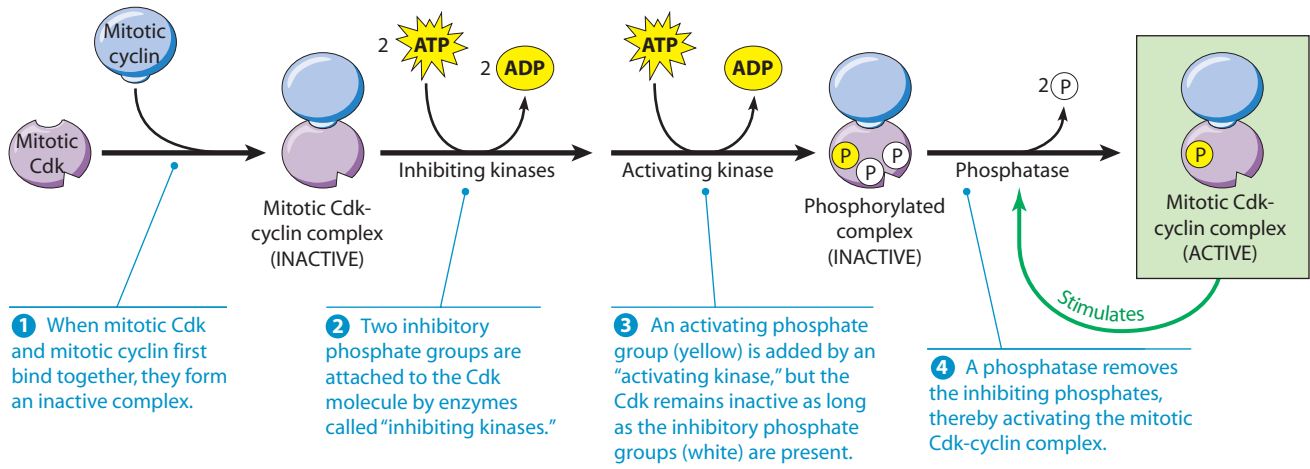 Mitotic
cyclin
Mitotic
Cdk
Mitotic Cdk-
cyclin complex
(INACTIVE)
2 ATP
2 ADP
Inhibiting kinases
ATP
ADP
Activating kinase
P
P
P
Phosphorylated
complex
(INACTIVE)
2 P
Phosphatase
P
Mitotic Cdk-
cyclin complex
(ACTIVE)
Stimulates
1 When mitotic Cdk
and mitotic cyclin first
bind together, they form
an inactive complex.
2 Two inhibitory
phosphate groups are
attached to the Cdk
molecule by enzymes
called "inhibiting kinases."
3 An activating phosphate
group (yellow) is added by an
"activating kinase," but the
Cdk remains inactive as long
as the inhibitory phosphate
groups (white) are present.
4 A phosphatase removes
the inhibiting phosphates,
thereby activating the mitotic
Cdk-cyclin complex.